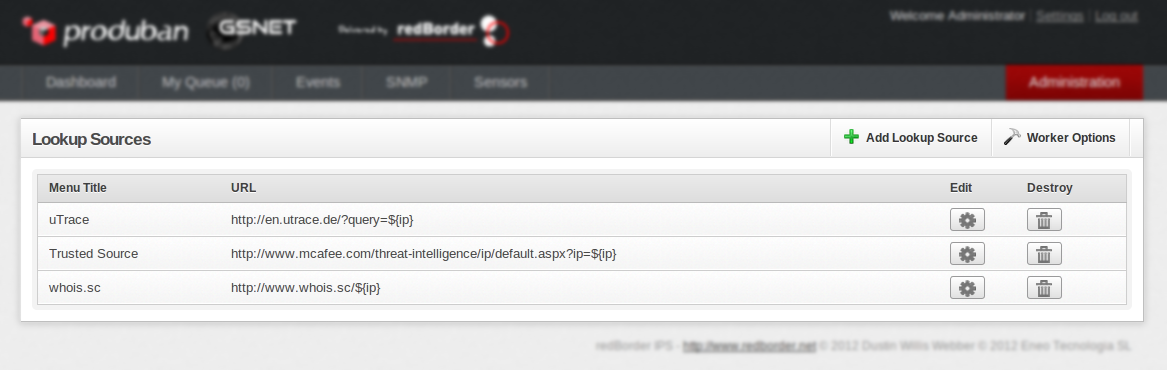 Welcome Administrator | Settings | Log out
produban GSNET Powered by redBorder
Dashboard My Queue (0) Events SNMP Sensors Administration
Lookup Sources Add Lookup Source Worker Options
Menu Title URL Edit Destroy
uTrace http://en.utrace.de/?query=${ip}
Trusted Source http://www.mcafee.com/threat-intelligence/ip/default.aspx?ip=${ip}
whois.sc http://www.whois.sc/${ip}
redBorder IPS - http://www.redborder.net © 2012 Dustin Willis Webber © 2012 Eneo Tecnologia SL